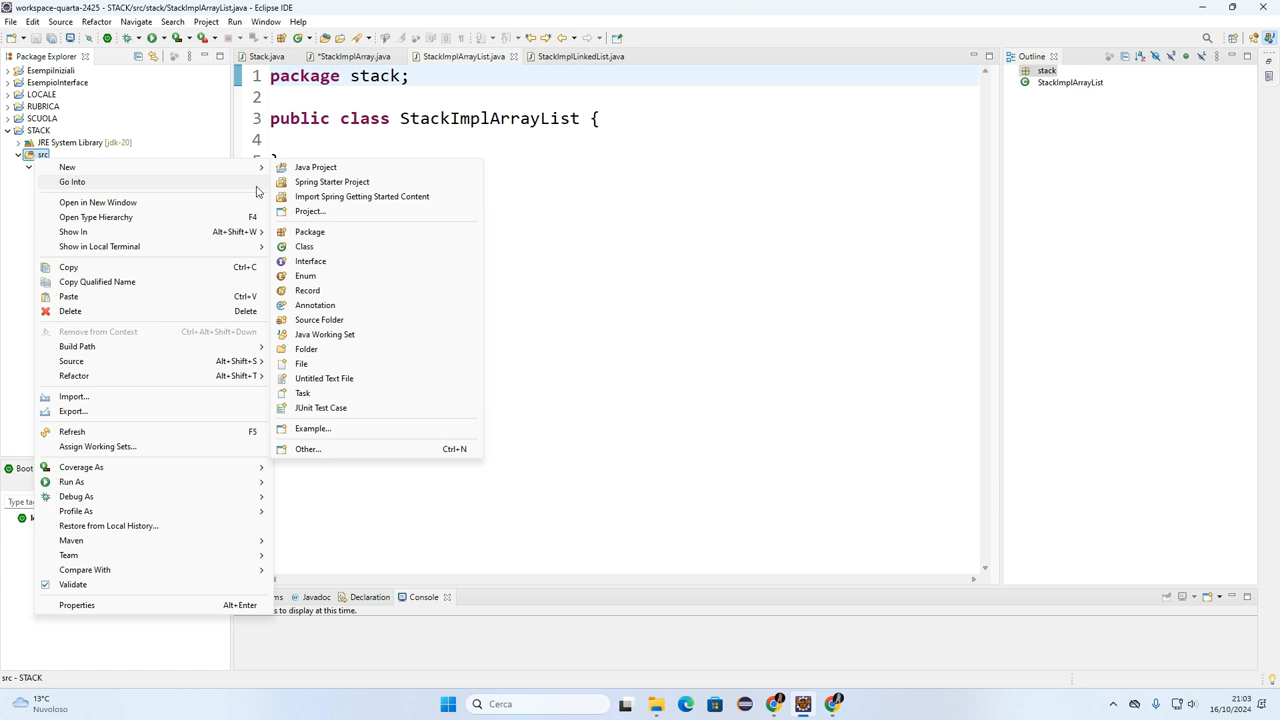 workspace-quarta-2425 - STACK/src/stack/StackImplArrayList.java - Eclipse IDE
File Edit Source Refactor Navigate Search Project Run Window Help
Package Explorer
Stack.java *StackImplArray.java StackImplArrayList.java StackImplLinkedList.java
Outline
EsempiIniziali
EsempioInterface
LOCALE
RUBRICA
SCUOLA
STACK
JRE System Library [jdk-20]
src
1 package stack;
2
3 public class StackImplArrayList {
4
stack
StackImplArrayList
New
Go Into
Open in New Window
Open Type Hierarchy F4
Show In Alt+Shift+W
Show in Local Terminal
Copy Ctrl+C
Copy Qualified Name
Paste Ctrl+V
Delete Delete
Remove from Context Ctrl+Alt+Shift+Down
Build Path
Source Alt+Shift+S
Refactor Alt+Shift+T
Import...
Export...
Refresh F5
Assign Working Sets...
Coverage As
Run As
Debug As
Profile As
Restore from Local History...
Maven
Team
Compare With
Validate
Properties Alt+Enter
Java Project
Spring Starter Project
Import Spring Getting Started Content
Project...
Package
Class
Interface
Enum
Record
Annotation
Source Folder
Java Working Set
Folder
File
Untitled Text File
Task
JUnit Test Case
Example...
Other... Ctrl+N
Boot
Type tag
Javadoc Declaration Console
to display at this time.
src - STACK
13°C
Nuvoloso
Cerca
21:03
16/10/2024